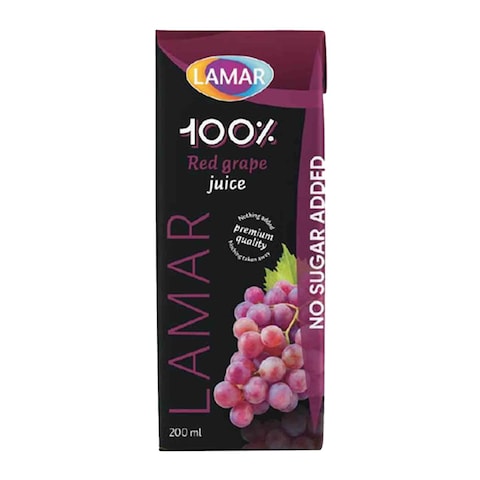 LAMAR
100%
Red grape
juice
Nothing added
premium
quality
Nothing taken away
LAMAR
NO SUGAR ADDED
200 ml